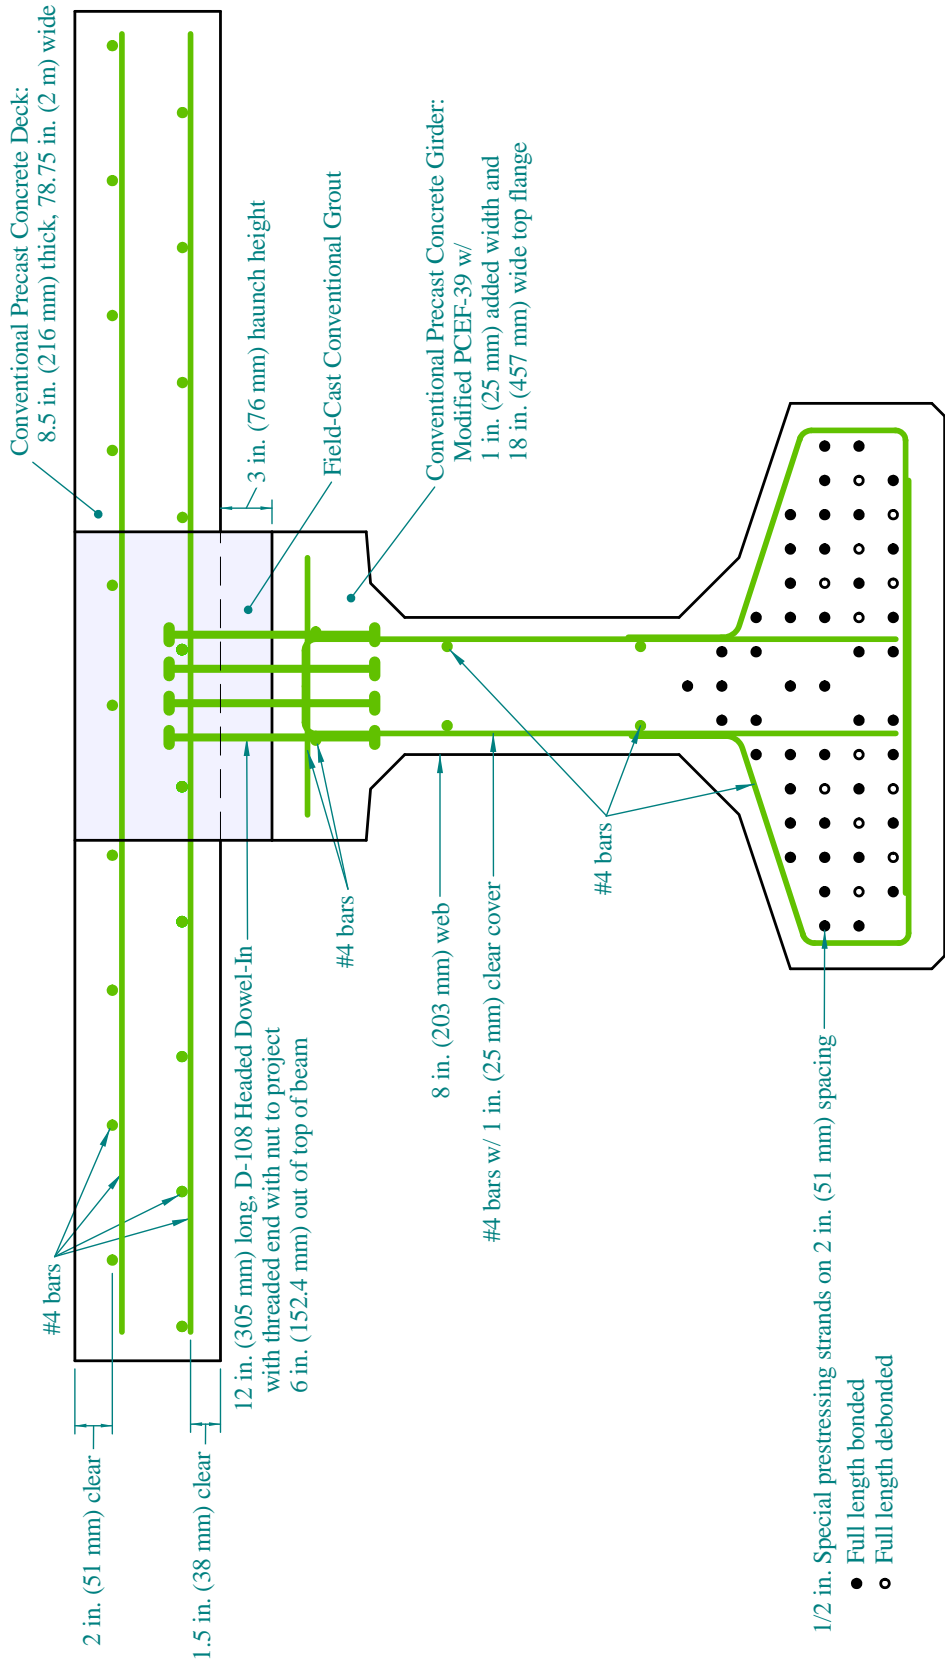 Conventional Precast Concrete Deck:
8.5 in. (216 mm) thick, 78.75 in. (2 m) wide
3 in. (76 mm) haunch height
Field-Cast Conventional Grout
Conventional Precast Concrete Girder:
Modified PCEF-39 w/
1 in. (25 mm) added width and
18 in. (457 mm) wide top flange
#4 bars
2 in. (51 mm) clear
1.5 in. (38 mm) clear
12 in. (305 mm) long, D-108 Headed Dowel-In
with threaded end with nut to project
6 in. (152.4 mm) out of top of beam
#4 bars
8 in. (203 mm) web
#4 bars w/ 1 in. (25 mm) clear cover
#4 bars
1/2 in. Special prestressing strands on 2 in. (51 mm) spacing
Full length bonded
Full length debonded